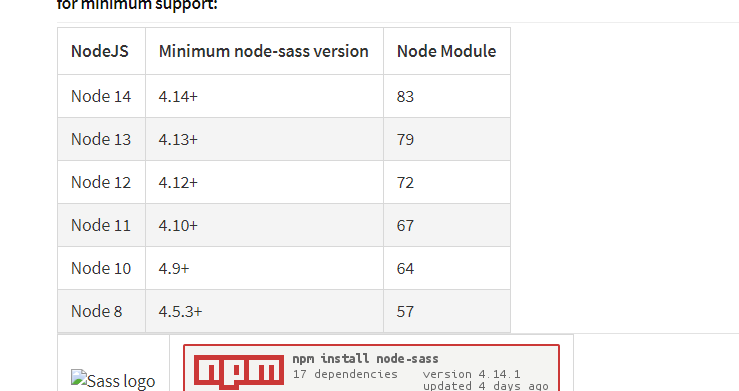 for minimum support:
NodeJS Minimum node-sass version Node Module
Node 14 4.14+ 83
Node 13 4.13+ 79
Node 12 4.12+ 72
Node 11 4.10+ 67
Node 10 4.9+ 64
Node 8 4.5.3+ 57
npm install node-sass
npm 17 dependencies version 4.14.1
Sass logo updated 4 days ago